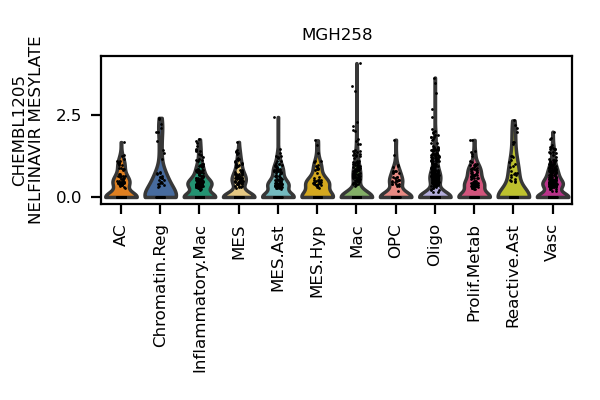 MGH258
CHEMBL1205
NELFINAVIR MESYLATE
2.5
0.0
AC
Chromatin.Reg
Inflammatory.Mac
MES
MES.Ast
MES.Hyp
Mac
OPC
Oligo
Prolif.Metab
Reactive.Ast
Vasc